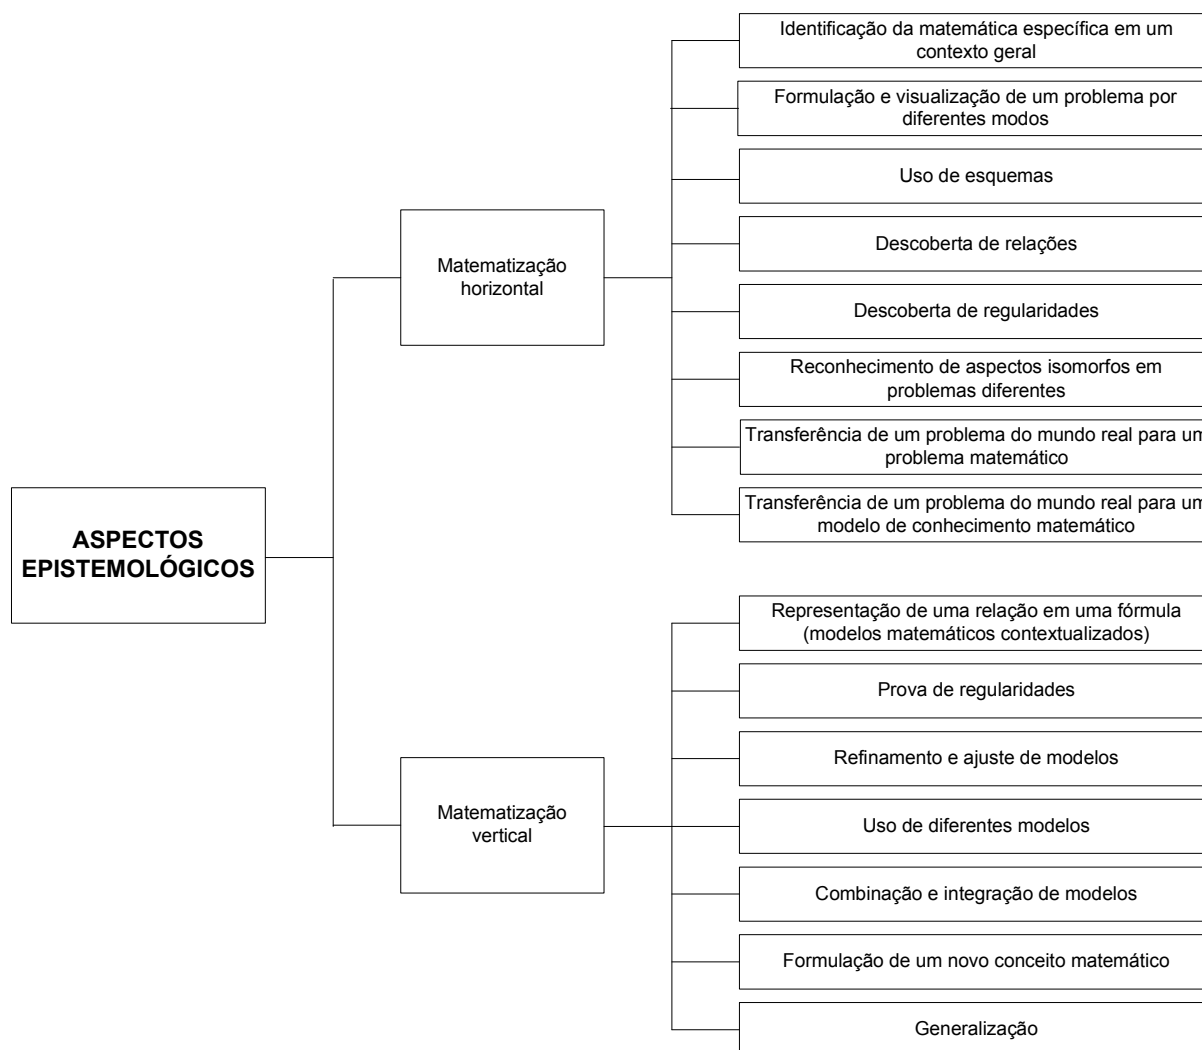 Identificação da matemática específica em um
contexto geral
Formulação e visualização de um problema por
diferentes modos
Uso de esquemas
Descoberta de relações
Matematização
horizontal
Descoberta de regularidades
Reconhecimento de aspectos isomorfos em
problemas diferentes
Transferência de um problema do mundo real para um
problema matemático
Transferência de um problema do mundo real para um
modelo de conhecimento matemático
ASPECTOS
EPISTEMOLÓGICOS
Representação de uma relação em uma fórmula
(modelos matemáticos contextualizados)
Prova de regularidades
Refinamento e ajuste de modelos
Matematização
vertical
Uso de diferentes modelos
Combinação e integração de modelos
Formulação de um novo conceito matemático
Generalização